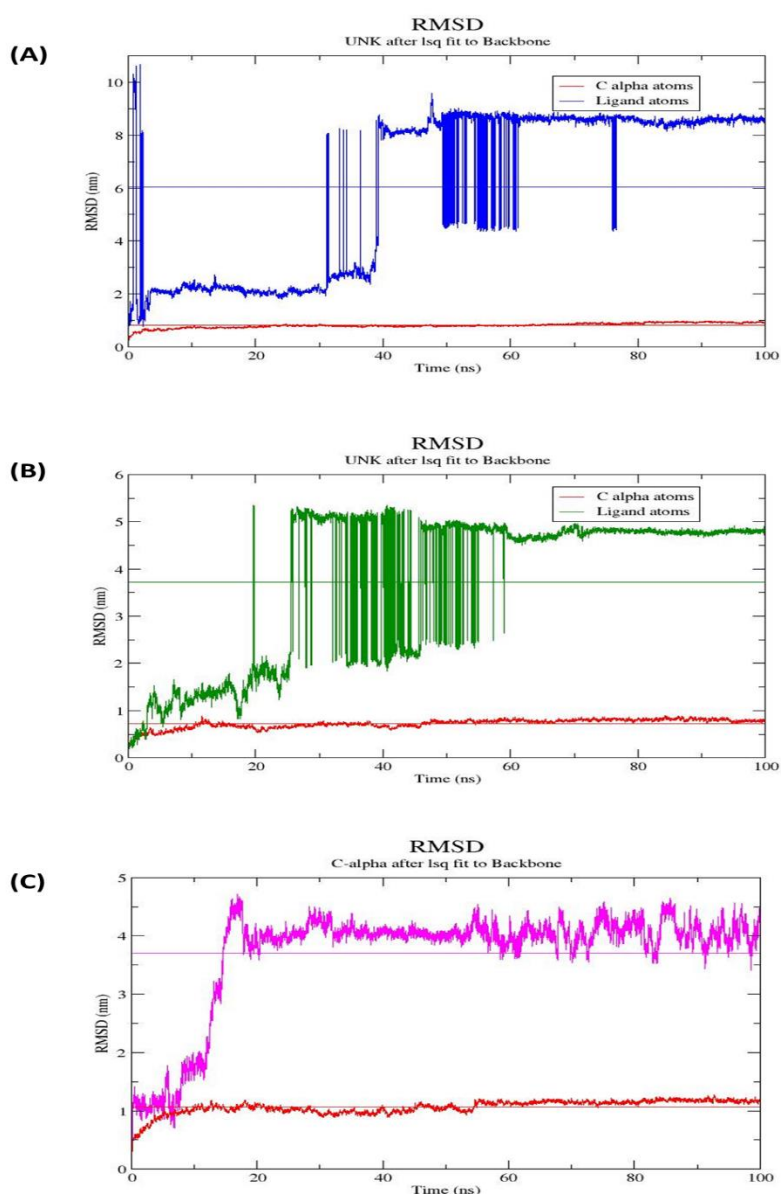 (A)
RMSD
UNK after lsq fit to Backbone
C alpha atoms
Ligand atoms
RMSD (nm)
10
8
6
4
2
0
0 20 40 60 80 100
Time (ns)
(B)
RMSD
UNK after lsq fit to Backbone
C alpha atoms
Ligand atoms
RMSD (nm)
6
5
4
3
2
1
0
0 20 40 60 80 100
Time (ns)
(C)
RMSD
C-alpha after lsq fit to Backbone
RMSD (nm)
5
4
3
2
1
0
0 20 40 60 80 100
Time (ns)